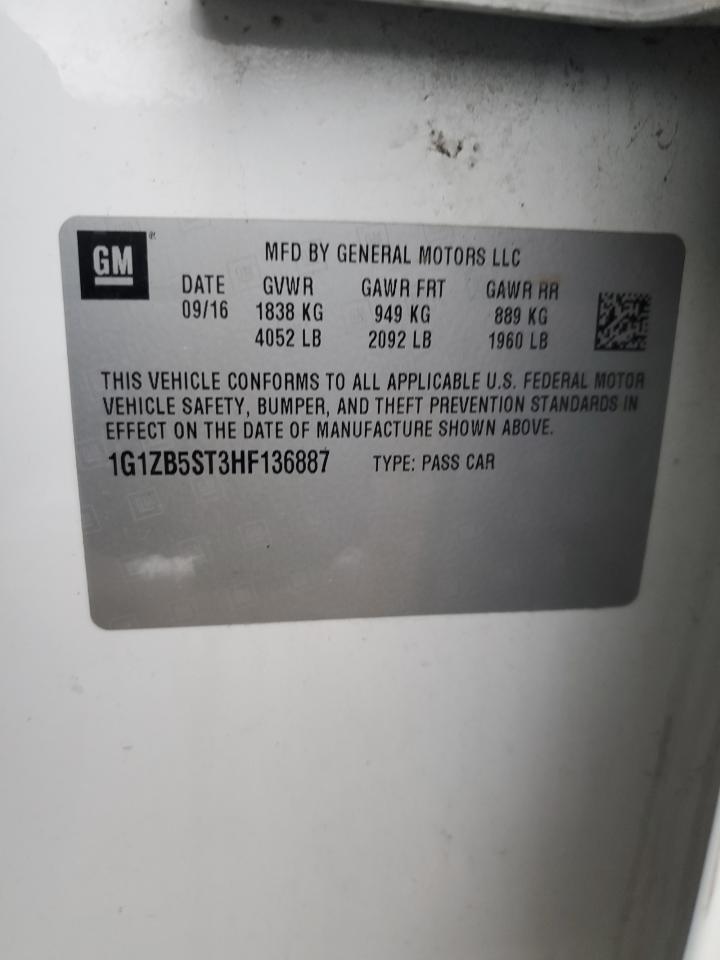 GM
MFD BY GENERAL MOTORS LLC
DATE GVWR GAWR FRT GAWR RR
09/16 1838 KG 949 KG 889 KG
4052 LB 2092 LB 1960 LB
THIS VEHICLE CONFORMS TO ALL APPLICABLE U.S. FEDERAL MOTOR
VEHICLE SAFETY, BUMPER, AND THEFT PREVENTION STANDARDS IN
EFFECT ON THE DATE OF MANUFACTURE SHOWN ABOVE.
1G1ZB5ST3HF136887 TYPE: PASS CAR